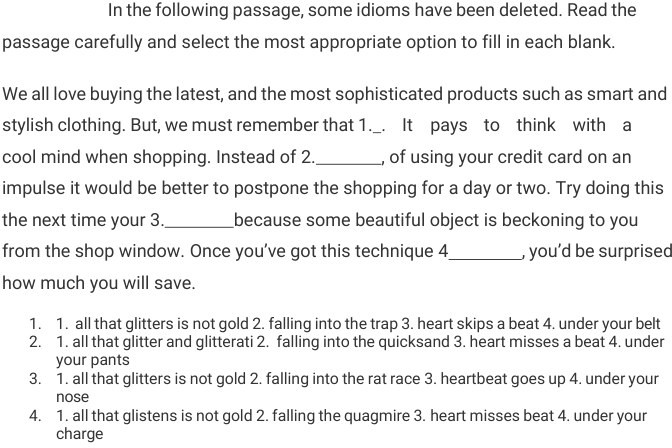 In the following passage, some idioms have been deleted. Read the
passage carefully and select the most appropriate option to fill in each blank.
We all love buying the latest, and the most sophisticated products such as smart and
stylish clothing. But, we must remember that 1._. It pays to think with a
cool mind when shopping. Instead of 2.________, of using your credit card on an
impulse it would be better to postpone the shopping for a day or two. Try doing this
the next time your 3.________because some beautiful object is beckoning to you
from the shop window. Once you’ve got this technique 4________, you’d be surprised
how much you will save.
1. 1. all that glitters is not gold 2. falling into the trap 3. heart skips a beat 4. under your belt
2. 1. all that glitter and glitterati 2. falling into the quicksand 3. heart misses a beat 4. under
your pants
3. 1. all that glitters is not gold 2. falling into the rat race 3. heartbeat goes up 4. under your
nose
4. 1. all that glistens is not gold 2. falling the quagmire 3. heart misses beat 4. under your
charge